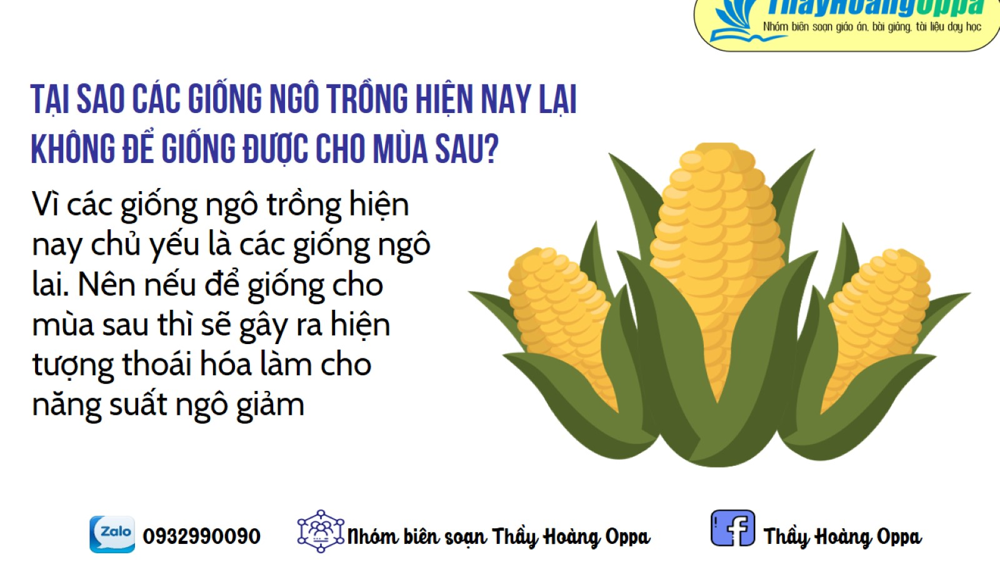 ThầyHoàngOppa
Nhóm biên soạn giáo án, bài giảng, tài liệu dạy học
TẠI SAO CÁC GIỐNG NGÔ TRỒNG HIỆN NAY LẠI
KHÔNG ĐỂ GIỐNG ĐƯỢC CHO MÙA SAU?
Vì các giống ngô trồng hiện
nay chủ yếu là các giống ngô
lai. Nên nếu để giống cho
mùa sau thì sẽ gây ra hiện
tượng thoái hóa làm cho
năng suất ngô giảm
Zalo 0932990090
Nhóm biên soạn Thầy Hoàng Oppa
Thầy Hoàng Oppa